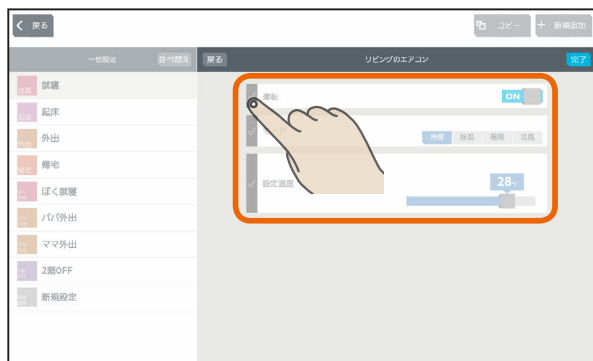 戻る
コピー
新規追加
一括設定
並べ替え
戻る
リビングのエアコン
完了
就寝
起床
外出
帰宅
ぼく就寝
パパ外出
ママ外出
2階OFF
新規設定
運転
ON
冷房
除湿
暖房
送風
設定温度
28℃